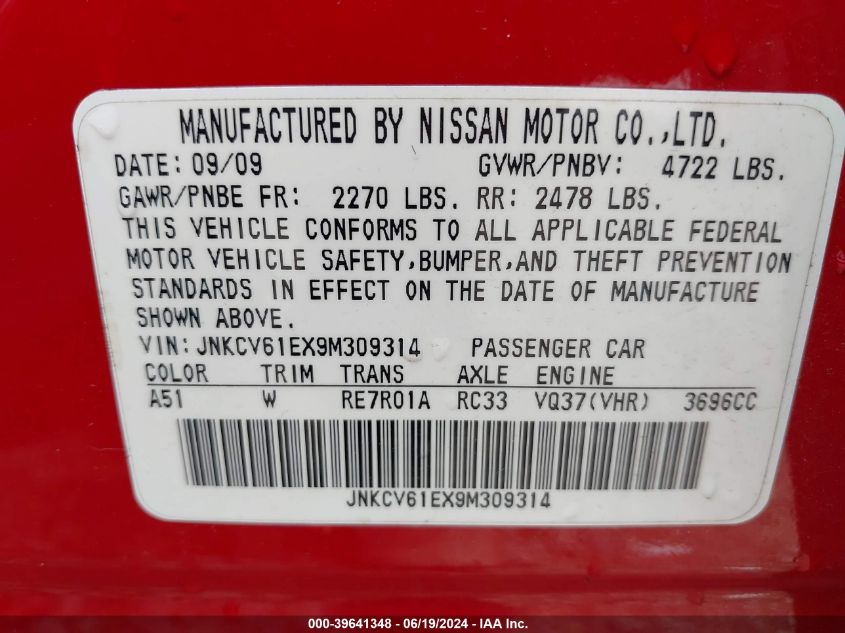 MANUFACTURED BY NISSAN MOTOR CO.,LTD.
DATE: 09/09 GVWR/PNBV: 4722 LBS.
GAWR/PNBE FR: 2270 LBS. RR: 2478 LBS.
THIS VEHICLE CONFORMS TO ALL APPLICABLE FEDERAL
MOTOR VEHICLE SAFETY,BUMPER,AND THEFT PREVENTION
STANDARDS IN EFFECT ON THE DATE OF MANUFACTURE
SHOWN ABOVE.
VIN:JNKCV61EX9M309314 PASSENGER CAR
COLOR TRIM TRANS AXLE ENGINE
A51 W RE7R01A RC33 VQ37(VHR) 3696CC
JNKCV61EX9M309314
000-39641348 - 06/19/2024 - IAA Inc.